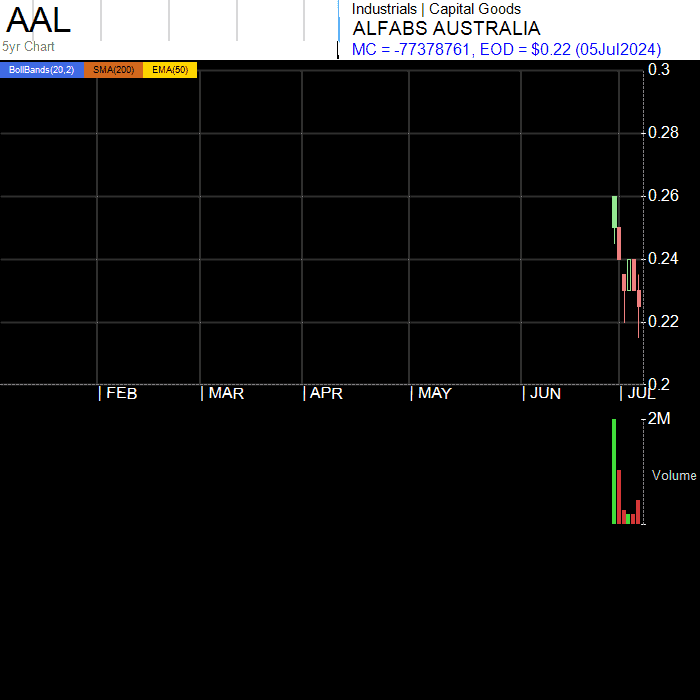 AAL
5yr Chart
Industrials | Capital Goods
ALFABS AUSTRALIA
MC = -77378761, EOD = $0.22 (05Jul2024)
BollBands(20,2) SMA(200) EMA(50)
0.3
0.28
0.26
0.24
0.22
0.2
| FEB | MAR | APR | MAY | JUN | JUL
2M
Volume